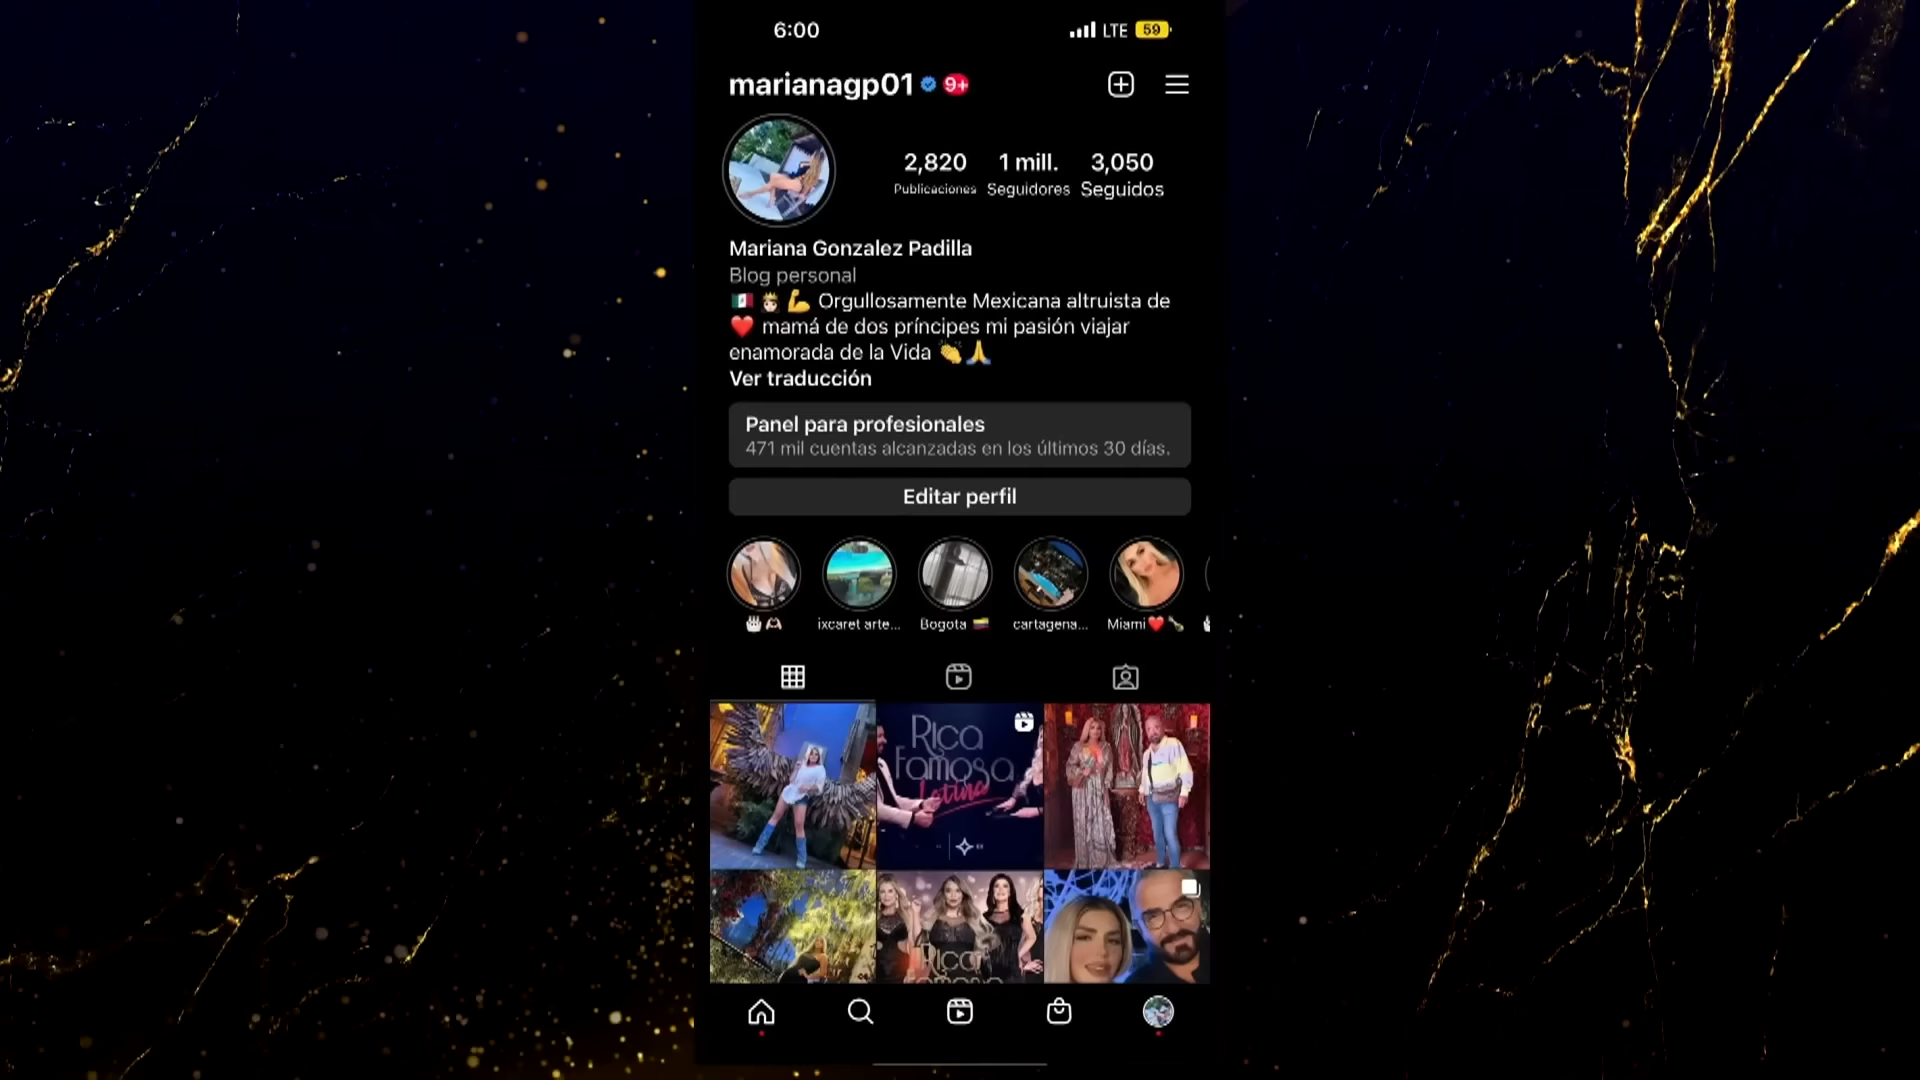 6:00
LTE 59
marianagp01 9+
2,820 1 mill. 3,050
Publicaciones Seguidores Seguidos
Mariana Gonzalez Padilla
Blog personal
🇲🇽 👸🏻 💪 Orgullosamente Mexicana altruista de
❤️ mamá de dos príncipes mi pasión viajar
enamorada de la Vida 👏🙏
Ver traducción
Panel para profesionales
471 mil cuentas alcanzadas en los últimos 30 días.
Editar perfil
ixcaret arte... Bogota 🇨🇴 cartagena... Miami❤️🍾
Rica
Famosa
Latina
Rica
Famosa